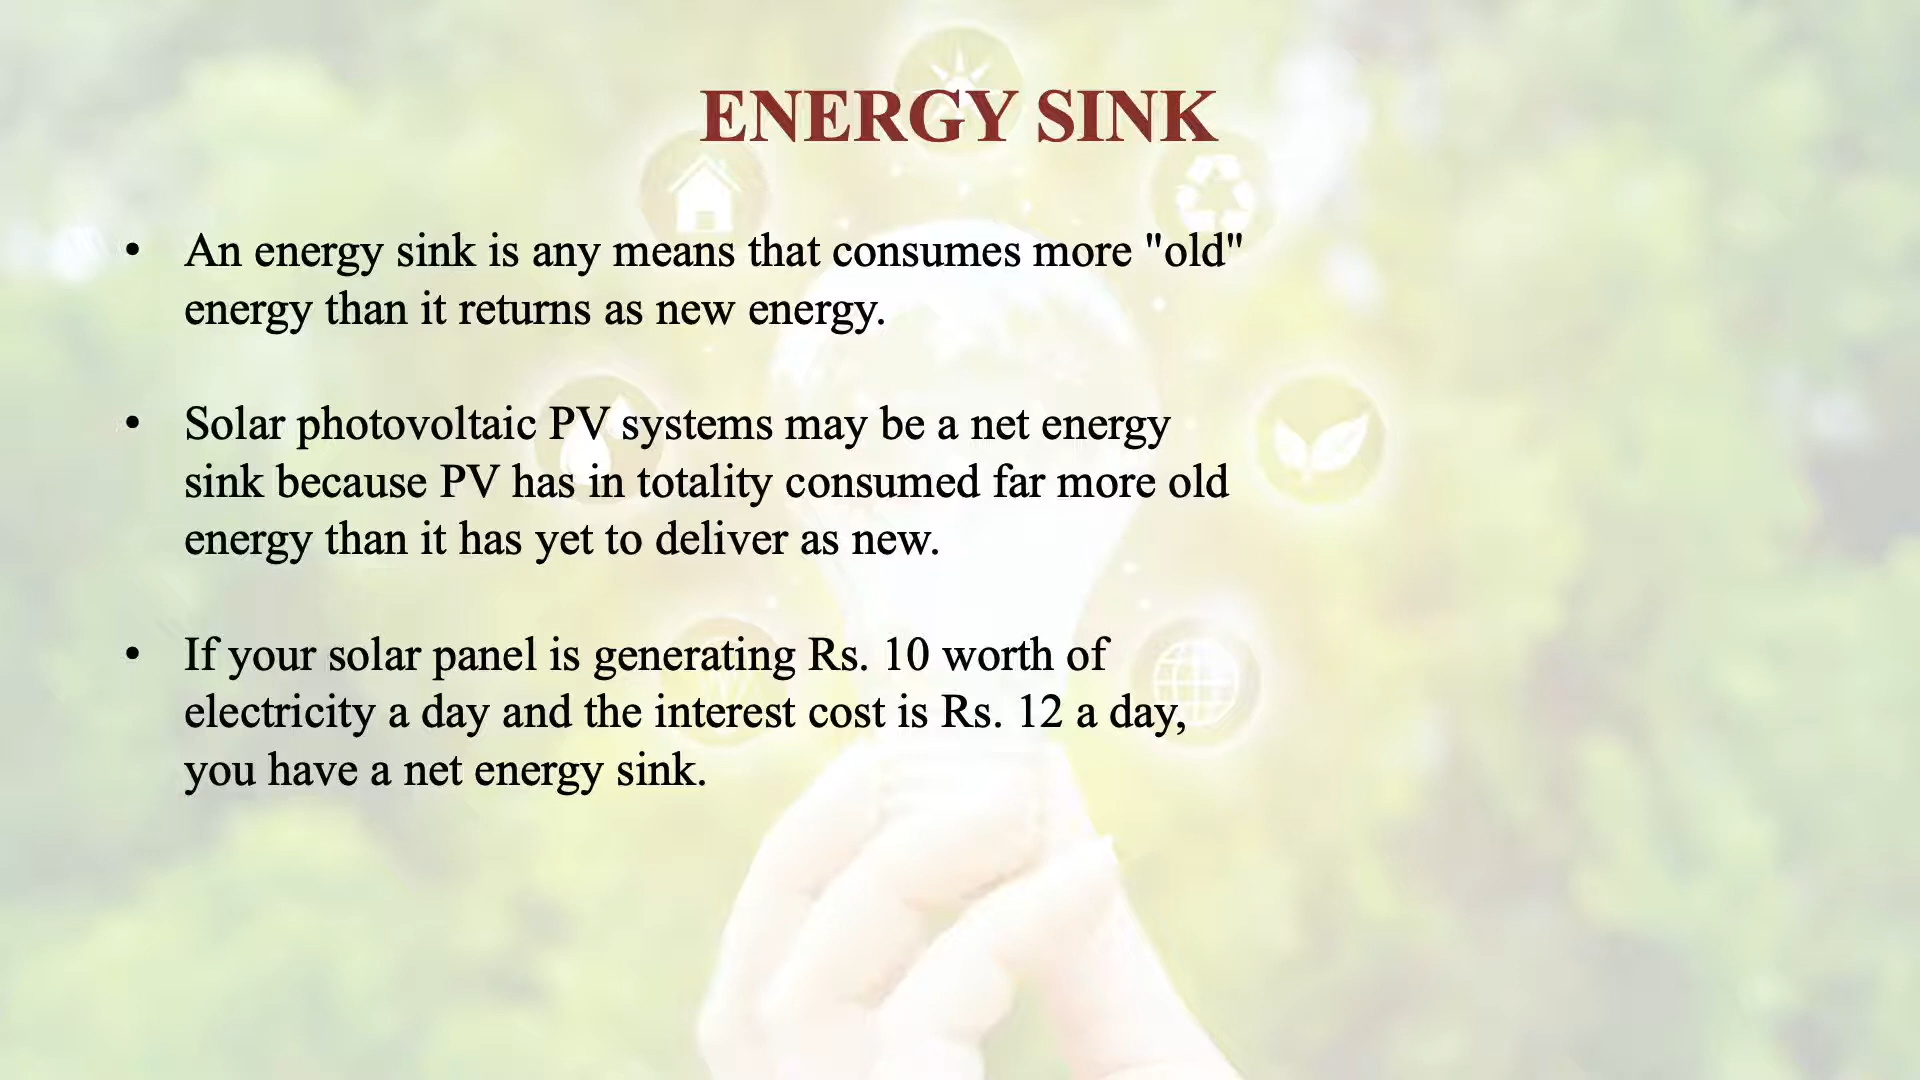 ENERGY SINK
• An energy sink is any means that consumes more "old"
energy than it returns as new energy.
• Solar photovoltaic PV systems may be a net energy
sink because PV has in totality consumed far more old
energy than it has yet to deliver as new.
• If your solar panel is generating Rs. 10 worth of
electricity a day and the interest cost is Rs. 12 a day,
you have a net energy sink.